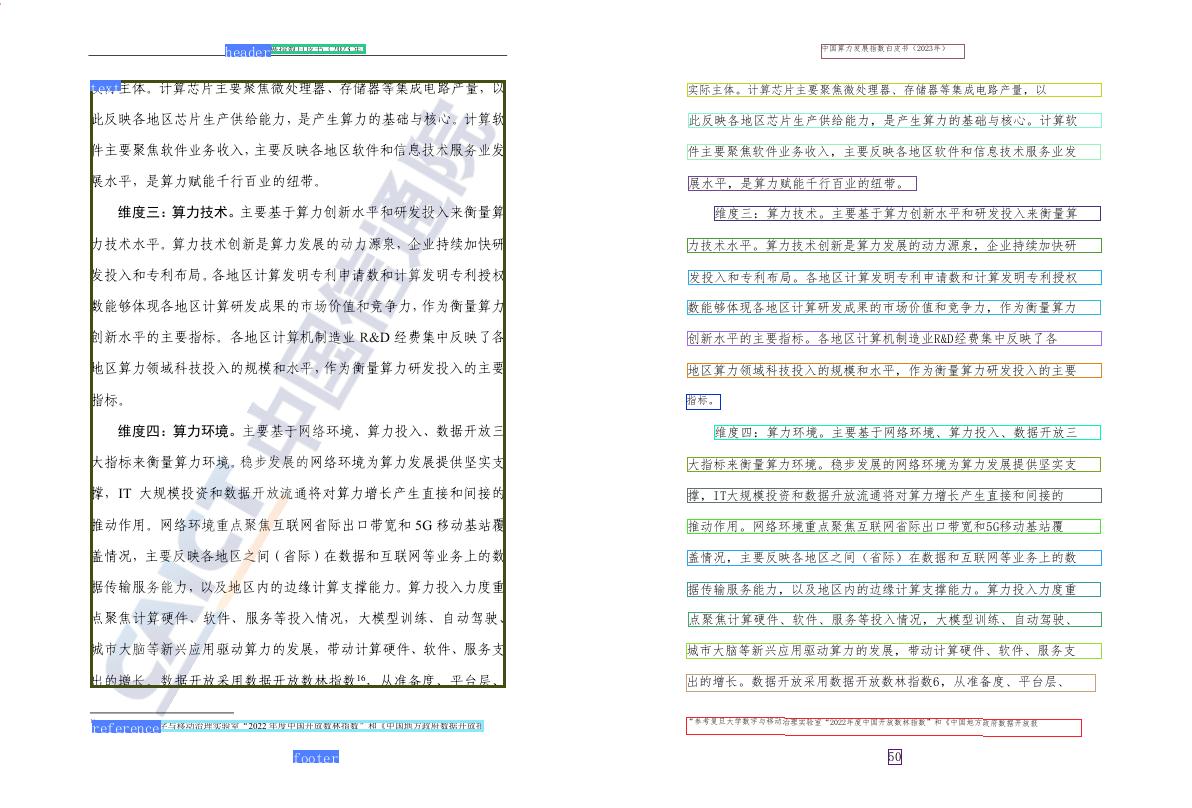 header
text
实际主体。计算芯片主要聚焦微处理器、存储器等集成电路产量，以
此反映各地区芯片生产供给能力，是产生算力的基础与核心。计算软
件主要聚焦软件业务收入，主要反映各地区软件和信息技术服务业发
展水平，是算力赋能千行百业的纽带。
维度三：算力技术。主要基于算力创新水平和研发投入来衡量算
力技术水平。算力技术创新是算力发展的动力源泉，企业持续加快研
发投入和专利布局。各地区计算发明专利申请数和计算发明专利授权
数能够体现各地区计算研发成果的市场价值和竞争力，作为衡量算力
创新水平的主要指标。各地区计算机制造业 R&D 经费集中反映了各
地区算力领域科技投入的规模和水平，作为衡量算力研发投入的主要
指标。
维度四：算力环境。主要基于网络环境、算力投入、数据开放三
大指标来衡量算力环境。稳步发展的网络环境为算力发展提供坚实支
撑，IT 大规模投资和数据开放流通将对算力增长产生直接和间接的
推动作用。网络环境重点聚焦互联网省际出口带宽和 5G 移动基站覆
盖情况，主要反映各地区之间（省际）在数据和互联网等业务上的数
据传输服务能力，以及地区内的边缘计算支撑能力。算力投入力度重
点聚焦计算硬件、软件、服务等投入情况，大模型训练、自动驾驶、
城市大脑等新兴应用驱动算力的发展，带动计算硬件、软件、服务支
出的增长。数据开放采用数据开放数林指数16，从准备度、平台层、
CAICT 中国信通院
reference
字与移动治理实验室“2022 年度中国开放数林指数”和《中国地方政府数据开放报
footer
中国算力发展指数白皮书（2023年）
实际主体。计算芯片主要聚焦微处理器、存储器等集成电路产量，以
此反映各地区芯片生产供给能力，是产生算力的基础与核心。计算软
件主要聚焦软件业务收入，主要反映各地区软件和信息技术服务业发
展水平，是算力赋能千行百业的纽带。
维度三：算力技术。主要基于算力创新水平和研发投入来衡量算
力技术水平。算力技术创新是算力发展的动力源泉，企业持续加快研
发投入和专利布局。各地区计算发明专利申请数和计算发明专利授权
数能够体现各地区计算研发成果的市场价值和竞争力，作为衡量算力
创新水平的主要指标。各地区计算机制造业R&D经费集中反映了各
地区算力领域科技投入的规模和水平，作为衡量算力研发投入的主要
指标。
维度四：算力环境。主要基于网络环境、算力投入、数据开放三
大指标来衡量算力环境。稳步发展的网络环境为算力发展提供坚实支
撑，IT大规模投资和数据开放流通将对算力增长产生直接和间接的
推动作用。网络环境重点聚焦互联网省际出口带宽和5G移动基站覆
盖情况，主要反映各地区之间（省际）在数据和互联网等业务上的数
据传输服务能力，以及地区内的边缘计算支撑能力。算力投入力度重
点聚焦计算硬件、软件、服务等投入情况，大模型训练、自动驾驶、
城市大脑等新兴应用驱动算力的发展，带动计算硬件、软件、服务支
出的增长。数据开放采用数据开放数林指数6，从准备度、平台层、
参考复旦大学数字与移动治理实验室“2022年度中国开放数林指数”和《中国地方政府数据开放报
50